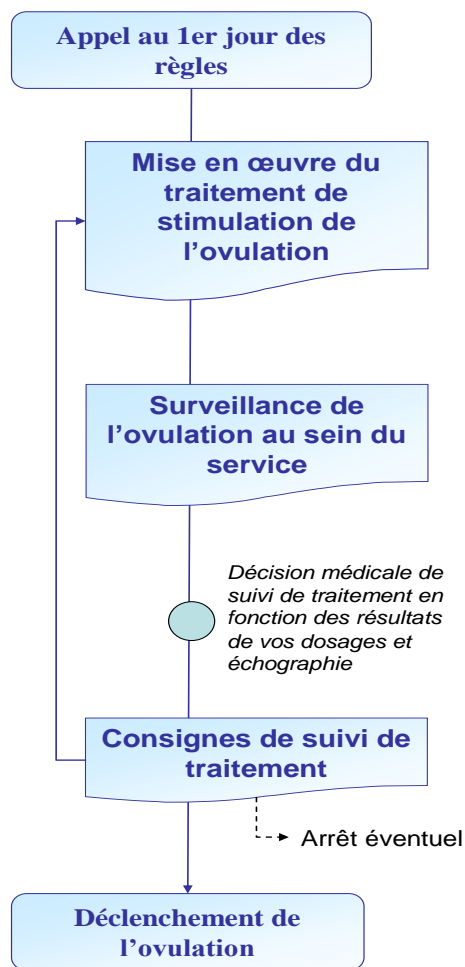 Appel au 1er jour des
règles
Mise en œuvre du
traitement de
stimulation de
l’ovulation
Surveillance de
l’ovulation au sein du
service
Décision médicale de
suivi de traitement en
fonction des résultats
de vos dosages et
échographie
Consignes de suivi de
traitement
Arrêt éventuel
Déclenchement de
l’ovulation